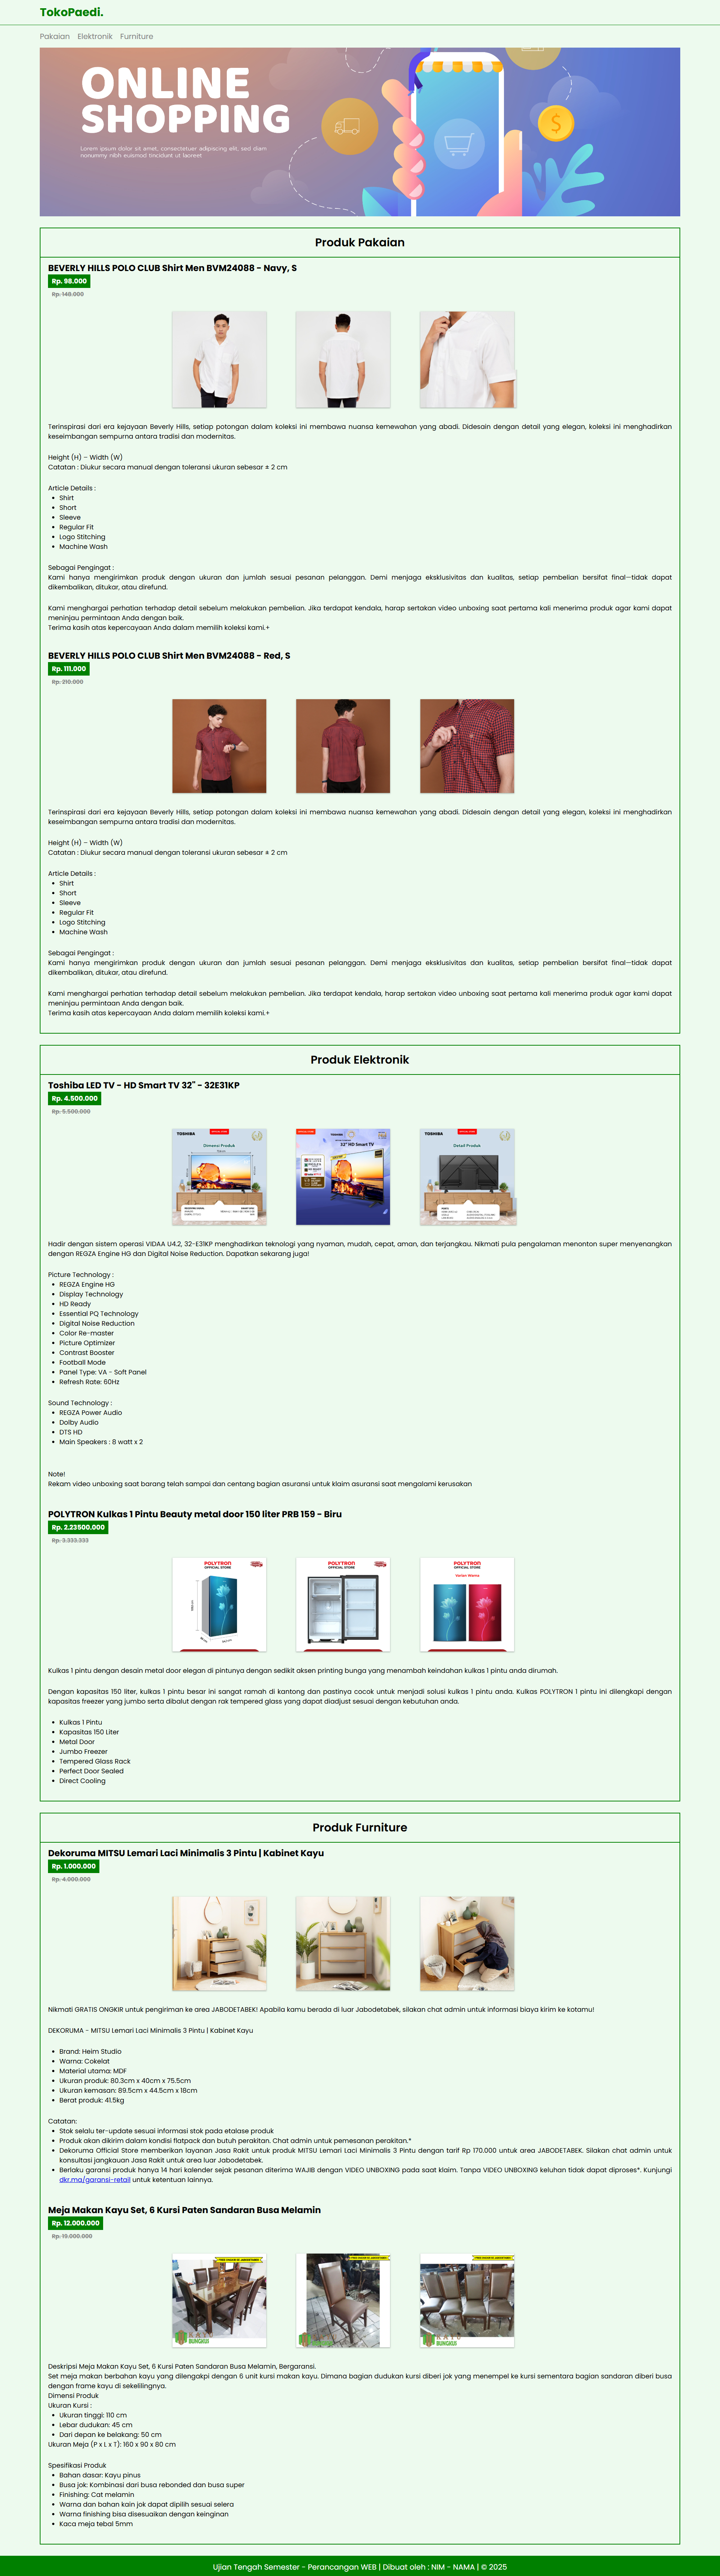 TokoPaedi.
Pakaian Elektronik Furniture
ONLINE
SHOPPING
Lorem ipsum dolor sit amet, consectetuer adipiscing elit, sed diam
nonummy nibh euismod tincidunt ut laoreet
Produk Pakaian
BEVERLY HILLS POLO CLUB Shirt Men BVM24088 - Navy, S
Rp. 98.000
Rp. 148.000
Terinspirasi dari era kejayaan Beverly Hills, setiap potongan dalam koleksi ini membawa nuansa kemewahan yang abadi. Didesain dengan detail yang elegan, koleksi ini menghadirkan
keseimbangan sempurna antara tradisi dan modernitas.
Height (H) – Width (W)
Catatan : Diukur secara manual dengan toleransi ukuran sebesar ± 2 cm
Article Details :
• Shirt
• Short
• Sleeve
• Regular Fit
• Logo Stitching
• Machine Wash
Sebagai Pengingat :
Kami hanya mengirimkan produk dengan ukuran dan jumlah sesuai pesanan pelanggan. Demi menjaga eksklusivitas dan kualitas, setiap pembelian bersifat final—tidak dapat
dikembalikan, ditukar, atau direfund.
Kami menghargai perhatian terhadap detail sebelum melakukan pembelian. Jika terdapat kendala, harap sertakan video unboxing saat pertama kali menerima produk agar kami dapat
meninjau permintaan Anda dengan baik.
Terima kasih atas kepercayaan Anda dalam memilih koleksi kami.+
BEVERLY HILLS POLO CLUB Shirt Men BVM24088 - Red, S
Rp. 111.000
Rp. 210.000
Terinspirasi dari era kejayaan Beverly Hills, setiap potongan dalam koleksi ini membawa nuansa kemewahan yang abadi. Didesain dengan detail yang elegan, koleksi ini menghadirkan
keseimbangan sempurna antara tradisi dan modernitas.
Height (H) – Width (W)
Catatan : Diukur secara manual dengan toleransi ukuran sebesar ± 2 cm
Article Details :
• Shirt
• Short
• Sleeve
• Regular Fit
• Logo Stitching
• Machine Wash
Sebagai Pengingat :
Kami hanya mengirimkan produk dengan ukuran dan jumlah sesuai pesanan pelanggan. Demi menjaga eksklusivitas dan kualitas, setiap pembelian bersifat final—tidak dapat
dikembalikan, ditukar, atau direfund.
Kami menghargai perhatian terhadap detail sebelum melakukan pembelian. Jika terdapat kendala, harap sertakan video unboxing saat pertama kali menerima produk agar kami dapat
meninjau permintaan Anda dengan baik.
Terima kasih atas kepercayaan Anda dalam memilih koleksi kami.+
Produk Elektronik
Toshiba LED TV - HD Smart TV 32" - 32E31KP
Rp. 4.500.000
Rp. 5.500.000
TOSHIBA
Dimensi Produk
32" HD Smart TV
TOSHIBA
Detail Produk
Hadir dengan sistem operasi VIDAA U4.2, 32-E31KP menghadirkan teknologi yang nyaman, mudah, cepat, aman, dan terjangkau. Nikmati pula pengalaman menonton super menyenangkan
dengan REGZA Engine HG dan Digital Noise Reduction. Dapatkan sekarang juga!
Picture Technology :
• REGZA Engine HG
• Display Technology
• HD Ready
• Essential PQ Technology
• Digital Noise Reduction
• Color Re-master
• Picture Optimizer
• Contrast Booster
• Football Mode
• Panel Type: VA - Soft Panel
• Refresh Rate: 60Hz
Sound Technology :
• REGZA Power Audio
• Dolby Audio
• DTS HD
• Main Speakers : 8 watt x 2
Note!
Rekam video unboxing saat barang telah sampai dan centang bagian asuransi untuk klaim asuransi saat mengalami kerusakan
POLYTRON Kulkas 1 Pintu Beauty metal door 150 liter PRB 159 - Biru
Rp. 2.23500.000
Rp. 3.333.333
POLYTRON
OFFICIAL STORE
POLYTRON
OFFICIAL STORE
POLYTRON
OFFICIAL STORE
Varian Warna
Kulkas 1 pintu dengan desain metal door elegan di pintunya dengan sedikit aksen printing bunga yang menambah keindahan kulkas 1 pintu anda dirumah.
Dengan kapasitas 150 liter, kulkas 1 pintu besar ini sangat ramah di kantong dan pastinya cocok untuk menjadi solusi kulkas 1 pintu anda. Kulkas POLYTRON 1 pintu ini dilengkapi dengan
kapasitas freezer yang jumbo serta dibalut dengan rak tempered glass yang dapat diadjust sesuai dengan kebutuhan anda.
• Kulkas 1 Pintu
• Kapasitas 150 Liter
• Metal Door
• Jumbo Freezer
• Tempered Glass Rack
• Perfect Door Sealed
• Direct Cooling
Produk Furniture
Dekoruma MITSU Lemari Laci Minimalis 3 Pintu | Kabinet Kayu
Rp. 1.000.000
Rp. 4.000.000
Nikmati GRATIS ONGKIR untuk pengiriman ke area JABODETABEK! Apabila kamu berada di luar Jabodetabek, silakan chat admin untuk informasi biaya kirim ke kotamu!
DEKORUMA - MITSU Lemari Laci Minimalis 3 Pintu | Kabinet Kayu
• Brand: Heim Studio
• Warna: Cokelat
• Material utama: MDF
• Ukuran produk: 80.3cm x 40cm x 75.5cm
• Ukuran kemasan: 89.5cm x 44.5cm x 18cm
• Berat produk: 41.5kg
Catatan:
• Stok selalu ter-update sesuai informasi stok pada etalase produk
• Produk akan dikirim dalam kondisi flatpack dan butuh perakitan. Chat admin untuk pemesanan perakitan.*
• Dekoruma Official Store memberikan layanan Jasa Rakit untuk produk MITSU Lemari Laci Minimalis 3 Pintu dengan tarif Rp 170.000 untuk area JABODETABEK. Silakan chat admin untuk
konsultasi jangkauan Jasa Rakit untuk area luar Jabodetabek.
• Berlaku garansi produk hanya 14 hari kalender sejak pesanan diterima WAJIB dengan VIDEO UNBOXING pada saat klaim. Tanpa VIDEO UNBOXING keluhan tidak dapat diproses*. Kunjungi
dkr.ma/garansi-retail untuk ketentuan lainnya.
Meja Makan Kayu Set, 6 Kursi Paten Sandaran Busa Melamin
Rp. 12.000.000
Rp. 15.000.000
KAYU
BUNGKUS
KAYU
BUNGKUS
KAYU
BUNGKUS
Deskripsi Meja Makan Kayu Set, 6 Kursi Paten Sandaran Busa Melamin, Bergaransi.
Set meja makan berbahan kayu yang dilengakpi dengan 6 unit kursi makan kayu. Dimana bagian dudukan kursi diberi jok yang menempel ke kursi sementara bagian sandaran diberi busa
dengan frame kayu di sekelilingnya.
Dimensi Produk
Ukuran Kursi :
• Ukuran tinggi: 110 cm
• Lebar dudukan: 45 cm
• Dari depan ke belakang: 50 cm
Ukuran Meja (P x L x T): 160 x 90 x 80 cm
Spesifikasi Produk
• Bahan dasar: Kayu pinus
• Busa jok: Kombinasi dari busa rebonded dan busa super
• Finishing: Cat melamin
• Warna dan bahan kain jok dapat dipilih sesuai selera
• Warna finishing bisa disesuaikan dengan keinginan
• Kaca meja tebal 5mm
Ujian Tengah Semester - Perancangan WEB | Dibuat oleh : NIM - NAMA | © 2025